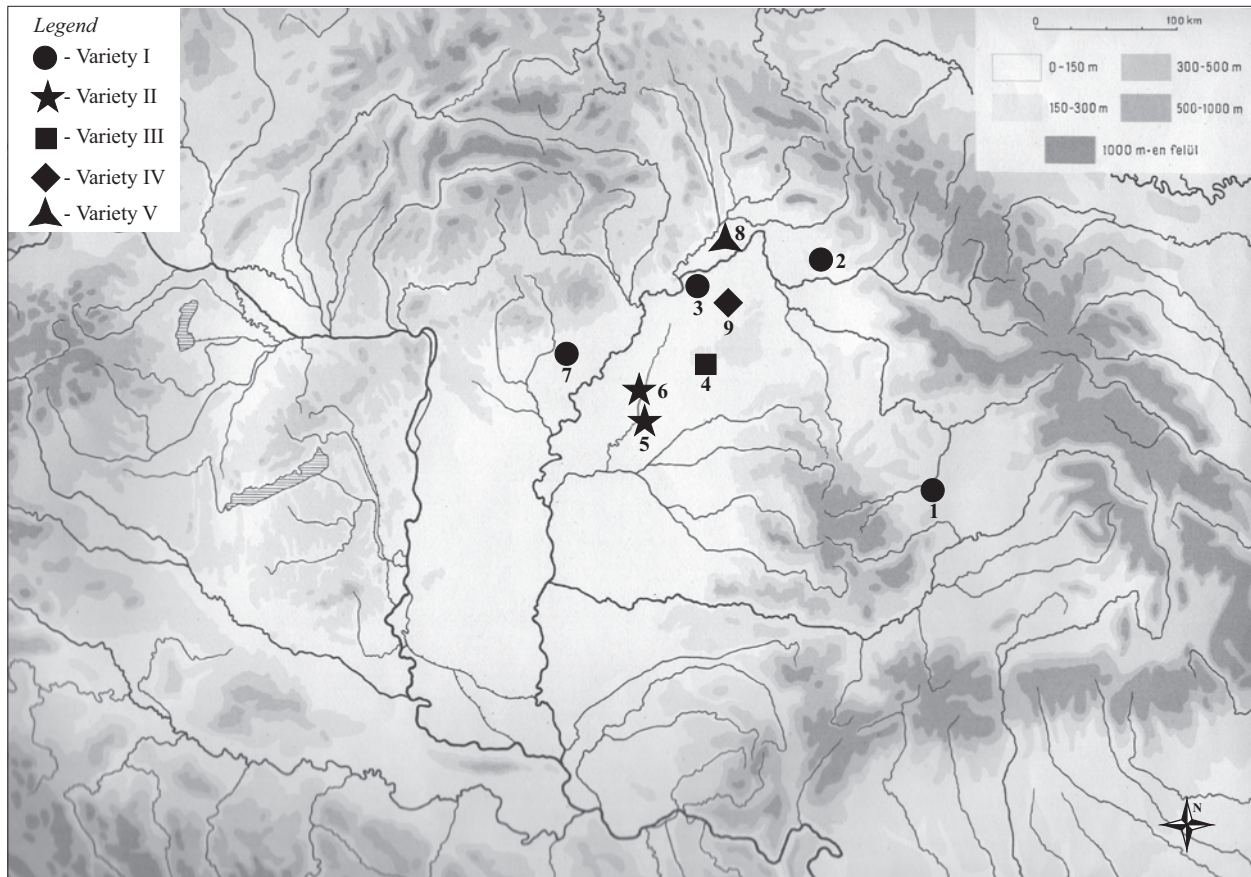 Legend
- Variety I
- Variety II
- Variety III
- Variety IV
- Variety V
0 100 km
0-150 m 300-500 m
150-300 m 500-1000 m
1000 m-en felül
8
2
3
9
7
4
6
5
1
N